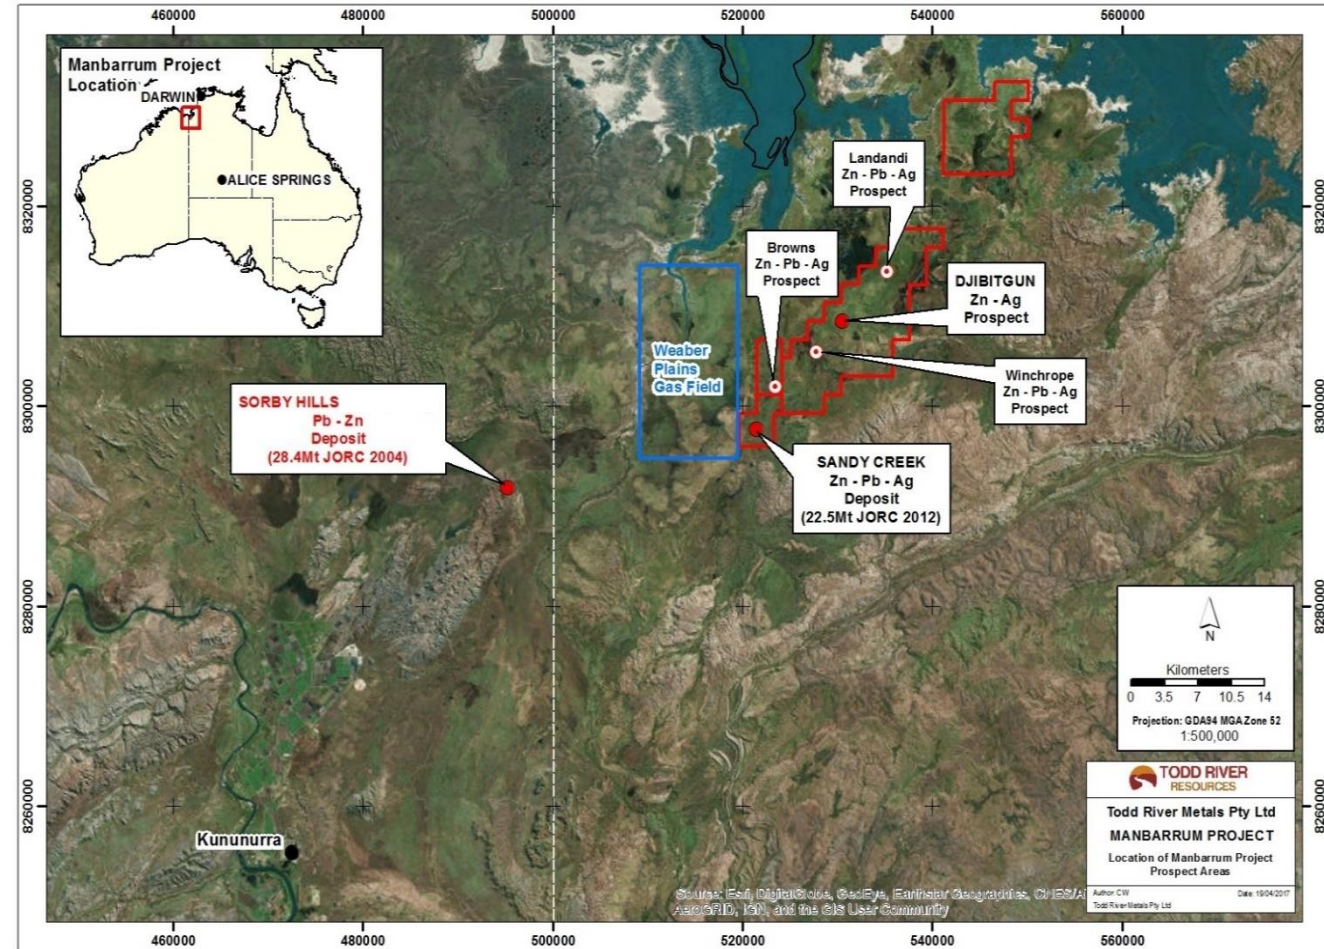 460000 480000 500000 520000 540000 560000
Manbarrum Project
Location
DARWIN
ALICE SPRINGS
8320000
8300000
8280000
8260000
8320000
8300000
8280000
8260000
Landandi
Zn - Pb - Ag
Prospect
Browns
Zn - Pb - Ag
Prospect
DJIBITGUN
Zn - Ag
Prospect
Winchrope
Zn - Pb - Ag
Prospect
Weaber
Plains
Gas Field
SORBY HILLS
Pb - Zn
Deposit
(28.4Mt JORC 2004)
SANDY CREEK
Zn - Pb - Ag
Deposit
(22.5Mt JORC 2012)
Kununurra
N
Kilometers
0 3.5 7 10.5 14
Projection: GDA94 MGA Zone 52
1:500,000
TODD RIVER
RESOURCES
Todd River Metals Pty Ltd
MANBARRUM PROJECT
Location of Manbarrum Project
Prospect Areas
Author: CW Date: 19/04/2017
Todd River Metals Pty Ltd
Source: Esri, DigitalGlobe, GeoEye, Earthstar Geographics, CNES/Ai
AeroGRID, IGN, and the GIS User Community
460000 480000 500000 520000 540000 560000